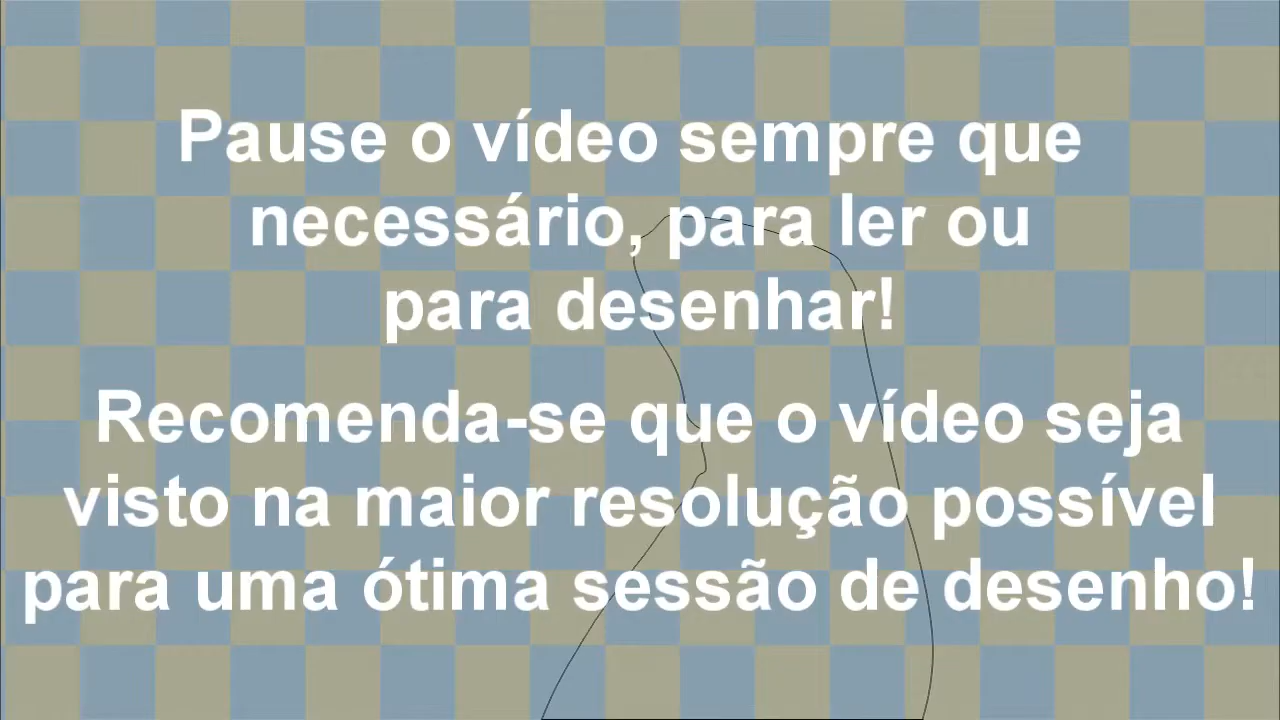 Pause o vídeo sempre que
necessário, para ler ou
para desenhar!
Recomenda-se que o vídeo seja
visto na maior resolução possível
para uma ótima sessão de desenho!